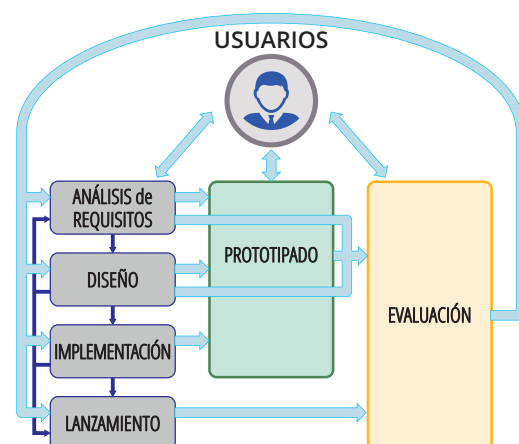 USUARIOS
ANÁLISIS de
REQUISITOS
PROTOTIPADO
DISEÑO
EVALUACIÓN
IMPLEMENTACIÓN
LANZAMIENTO